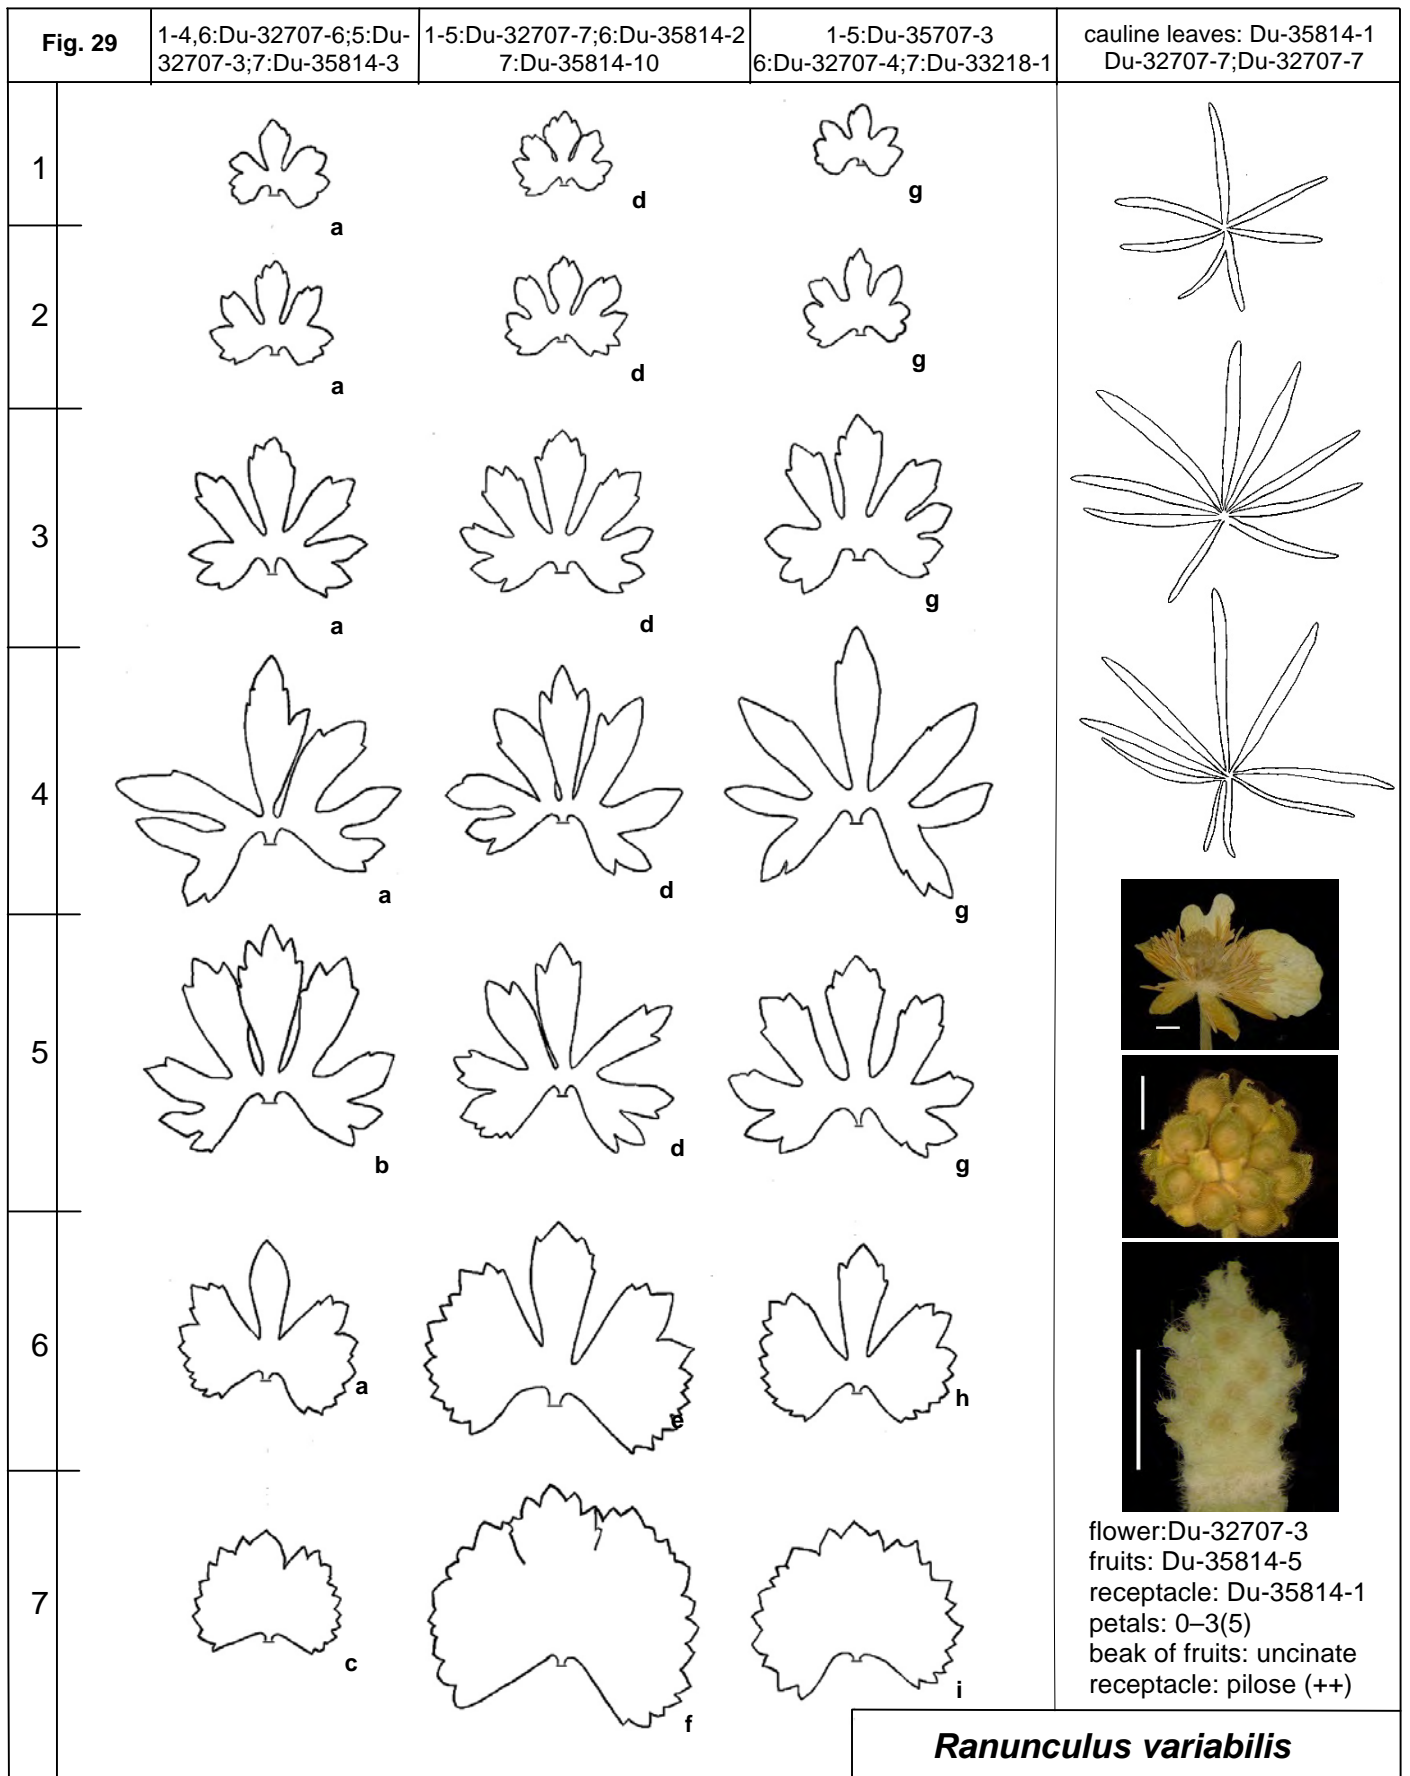 Fig. 29
1-4,6:Du-32707-6;5:Du-
32707-3;7:Du-35814-3
1-5:Du-32707-7;6:Du-35814-2
7:Du-35814-10
1-5:Du-35707-3
6:Du-32707-4;7:Du-33218-1
cauline leaves: Du-35814-1
Du-32707-7;Du-32707-7
1
a
d
g
2
a
d
g
3
a
d
g
4
a
d
g
5
b
d
g
6
a
e
h
7
c
f
i
flower:Du-32707-3
fruits: Du-35814-5
receptacle: Du-35814-1
petals: 0–3(5)
beak of fruits: uncinate
receptacle: pilose (++)
Ranunculus variabilis